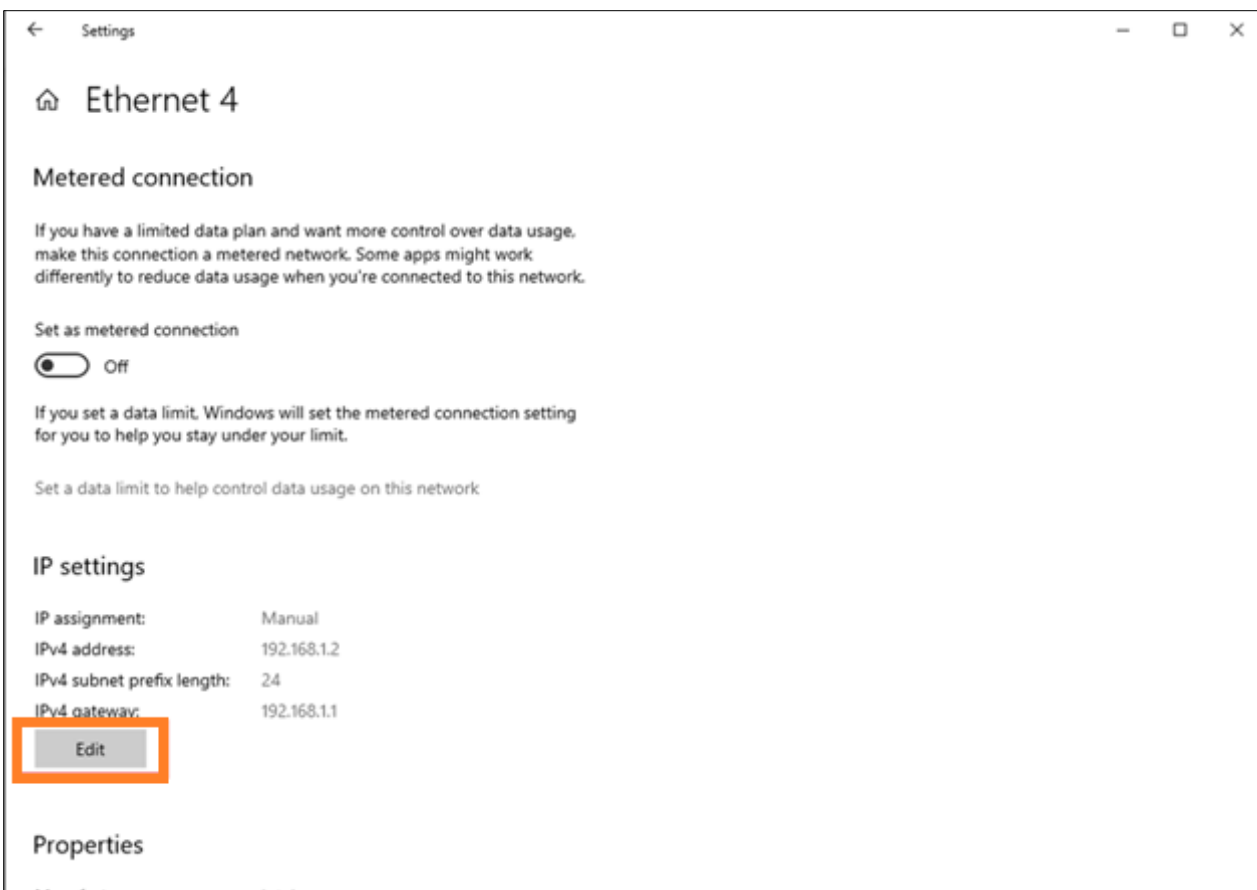 Settings
Ethernet 4
Metered connection
If you have a limited data plan and want more control over data usage,
make this connection a metered network. Some apps might work
differently to reduce data usage when you're connected to this network.
Set as metered connection
Off
If you set a data limit, Windows will set the metered connection setting
for you to help you stay under your limit.
Set a data limit to help control data usage on this network
IP settings
IP assignment: Manual
IPv4 address: 192.168.1.2
IPv4 subnet prefix length: 24
IPv4 gateway: 192.168.1.1
Edit
Properties